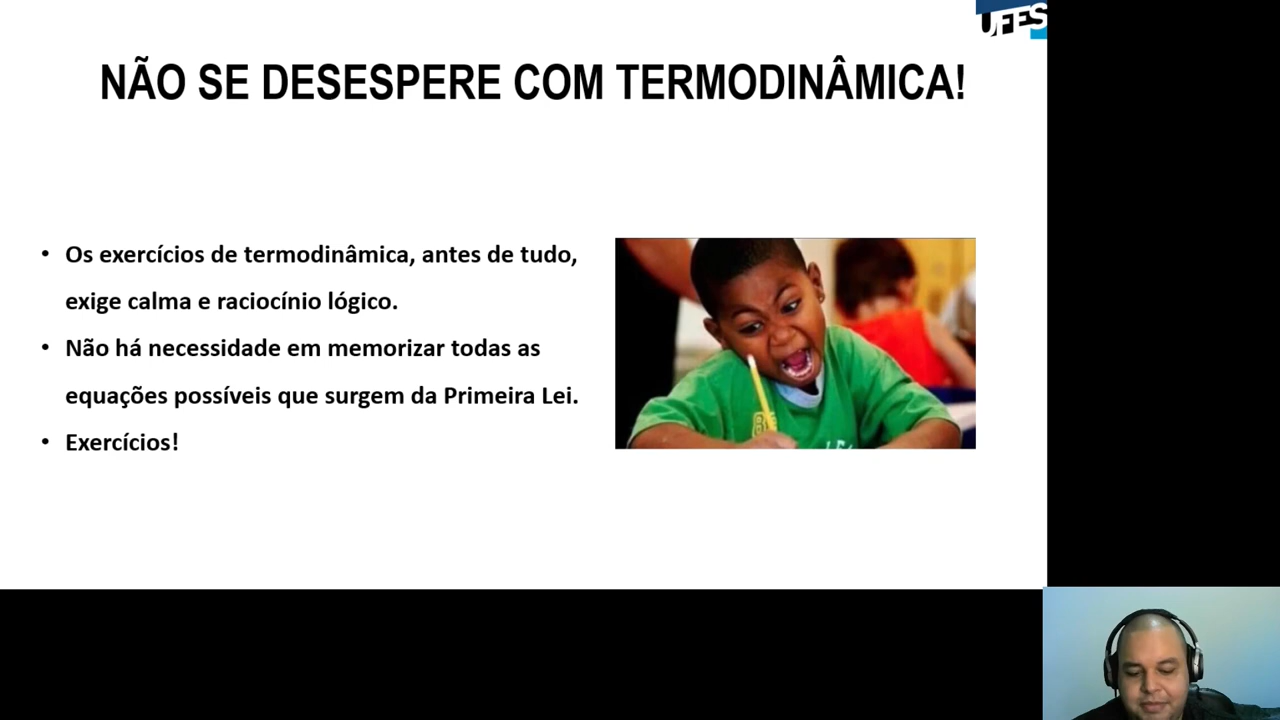 UFES
NÃO SE DESESPERE COM TERMODINÂMICA!
• Os exercícios de termodinâmica, antes de tudo,
exige calma e raciocínio lógico.
• Não há necessidade em memorizar todas as
equações possíveis que surgem da Primeira Lei.
• Exercícios!